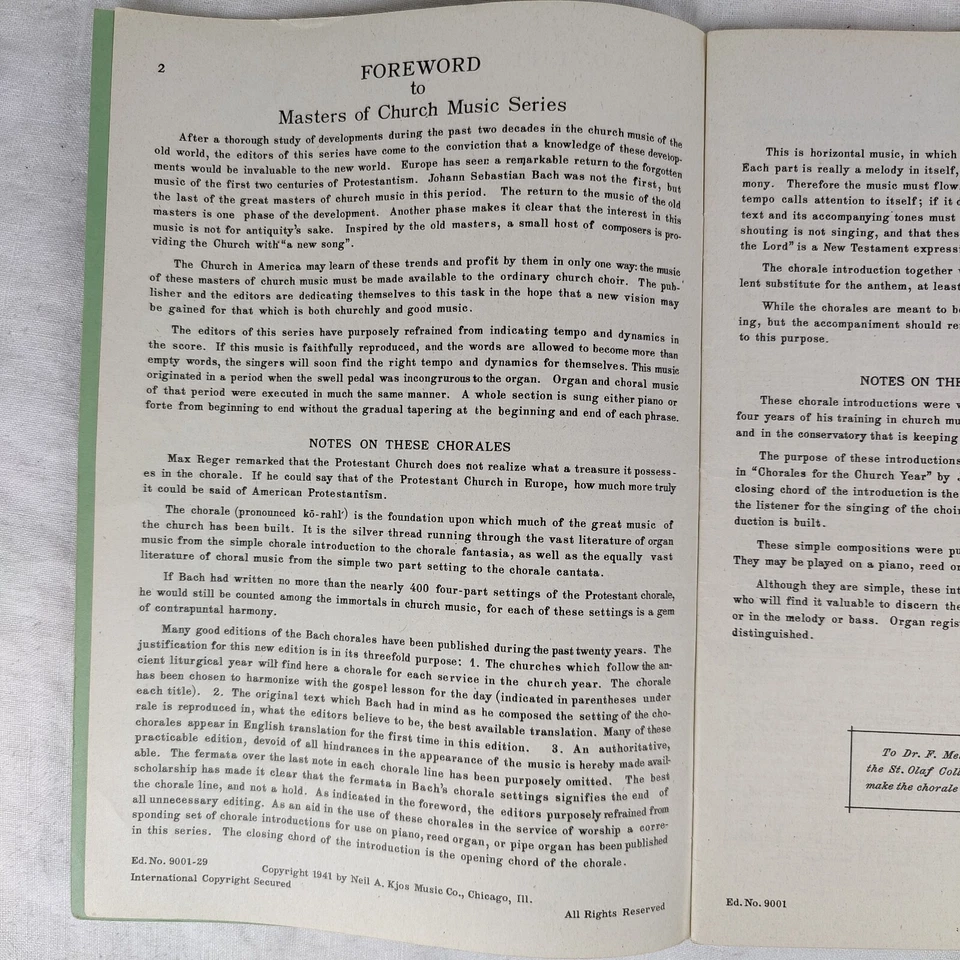 2
FOREWORD
to
Masters of Church Music Series
After a thorough study of developments during the past two decades in the church music of the
old world, the editors of this series have come to the conviction that a knowledge of these develop-
ments would be invaluable to the new world. Europe has seen a remarkable return to the forgotten
music of the first two centuries of Protestantism. Johann Sebastian Bach was not the first, but
the last of the great masters of church music in this period. The return to the music of the old
masters is one phase of the development. Another phase makes it clear that the interest in this
music is not for antiquity's sake. Inspired by the old masters, a small host of composers is pro-
viding the Church with "a new song".
The Church in America may learn of these trends and profit by them in only one way: the music
of these masters of church music must be made available to the ordinary church choir. The pub-
lisher and the editors are dedicating themselves to this task in the hope that a new vision may
be gained for that which is both churchly and good music.
The editors of this series have purposely refrained from indicating tempo and dynamics in
the score. If this music is faithfully reproduced, and the words are allowed to become more than
empty words, the singers will soon find the right tempo and dynamics for themselves. This music
originated in a period when the swell pedal was incongrurous to the organ. Organ and choral music
of that period were executed in much the same manner. A whole section is sung either piano or
forte from beginning to end without the gradual tapering at the beginning and end of each phrase.
NOTES ON THESE CHORALES
Max Reger remarked that the Protestant Church does not realize what a treasure it possess-
es in the chorale. If he could say that of the Protestant Church in Europe, how much more truly
it could be said of American Protestantism.
The chorale (pronounced kō-rahl′) is the foundation upon which much of the great music of
the church has been built. It is the silver thread running through the vast literature of organ
music from the simple chorale introduction to the chorale fantasia, as well as the equally vast
literature of choral music from the simple two part setting to the chorale cantata.
If Bach had written no more than the nearly 400 four-part settings of the Protestant chorale,
he would still be counted among the immortals in church music, for each of these settings is a gem
of contrapuntal harmony.
Many good editions of the Bach chorales have been published during the past twenty years. The
justification for this new edition is in its threefold purpose: 1. The churches which follow the an-
cient liturgical year will find here a chorale for each service in the church year. The chorale
has been chosen to harmonize with the gospel lesson for the day (indicated in parentheses under
each title). 2. The original text which Bach had in mind as he composed the setting of the cho-
rale is reproduced in, what the editors believe to be, the best available translation. Many of these
chorales appear in English translation for the first time in this edition. 3. An authoritative,
practicable edition, devoid of all hindrances in the appearance of the music is hereby made avail-
able. The fermata over the last note in each chorale line has been purposely omitted. The best
scholarship has made it clear that the fermata in Bach's chorale settings signifies the end of
the chorale line, and not a hold. As indicated in the foreword, the editors purposely refrained from
all unnecessary editing. As an aid in the use of these chorales in the service of worship a corre-
sponding set of chorale introductions for use on piano, reed organ, or pipe organ has been published
in this series. The closing chord of the introduction is the opening chord of the chorale.
Ed. No. 9001-29
Copyright 1941 by Neil A. Kjos Music Co., Chicago, Ill.
International Copyright Secured
All Rights Reserved
This is horizontal music, in which
Each part is really a melody in itself,
mony. Therefore the music must flow
tempo calls attention to itself; if it
text and its accompanying tones must
shouting is not singing, and that
the Lord" is a New Testament
The chorale introduction together
lent substitute for the anthem, at least
While the chorales are meant to
ing, but the accompaniment should
to this purpose.
NOTES ON
These chorale introductions were
four years of his training in church
and in the conservatory that is keeping
The purpose of these introductions
in "Chorales for the Church Year" by
closing chord of the introduction is the
the listener for the singing of the
duction is built.
These simple compositions were
They may be played on a piano, reed
Although they are simple, these
who will find it valuable to discern
or in the melody or bass. Organ
distinguished.
To Dr. F.
the St. Olaf
make the chorale
Ed. No. 9001